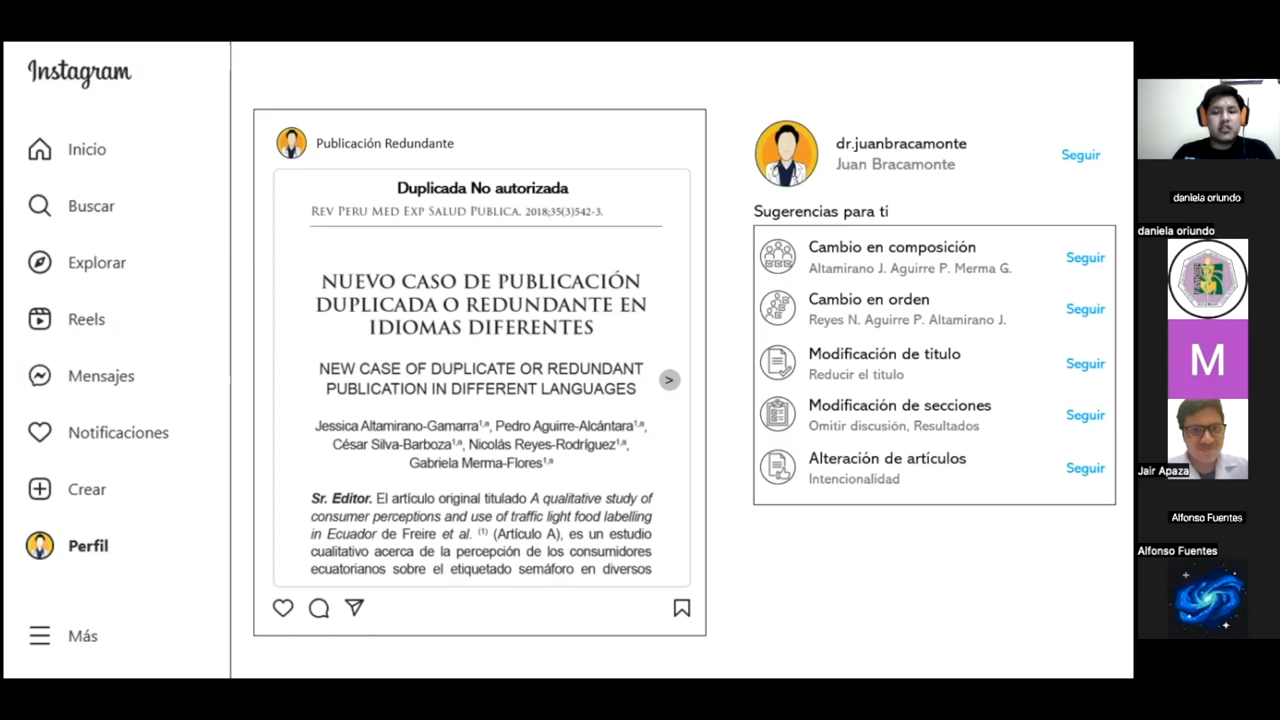 Instagram
Inicio
Buscar
Explorar
Reels
Mensajes
Notificaciones
Crear
Perfil
Más
Publicación Redundante
Duplicada No autorizada
REV PERU MED EXP SALUD PUBLICA. 2018;35(3)542-3.
NUEVO CASO DE PUBLICACIÓN
DUPLICADA O REDUNDANTE EN
IDIOMAS DIFERENTES
NEW CASE OF DUPLICATE OR REDUNDANT
PUBLICATION IN DIFFERENT LANGUAGES
>
Jessica Altamirano-Gamarra1,a, Pedro Aguirre-Alcántara1,a,
César Silva-Barboza1,a, Nicolás Reyes-Rodríguez1,a,
Gabriela Merma-Flores1,a
Sr. Editor. El artículo original titulado A qualitative study of
consumer perceptions and use of traffic light food labelling
in Ecuador de Freire et al. (1) (Artículo A), es un estudio
cualitativo acerca de la percepción de los consumidores
ecuatorianos sobre el etiquetado semáforo en diversos
dr.juanbracamonte
Juan Bracamonte
Seguir
Sugerencias para ti
Cambio en composición
Altamirano J. Aguirre P. Merma G.
Seguir
Cambio en orden
Reyes N. Aguirre P. Altamirano J.
Seguir
Modificación de título
Reducir el titulo
Seguir
Modificación de secciones
Omitir discusión, Resultados
Seguir
Alteración de artículos
Intencionalidad
Seguir
daniela oriundo
daniela oriundo
M
Jair Apaza
Alfonso Fuentes
Alfonso Fuentes